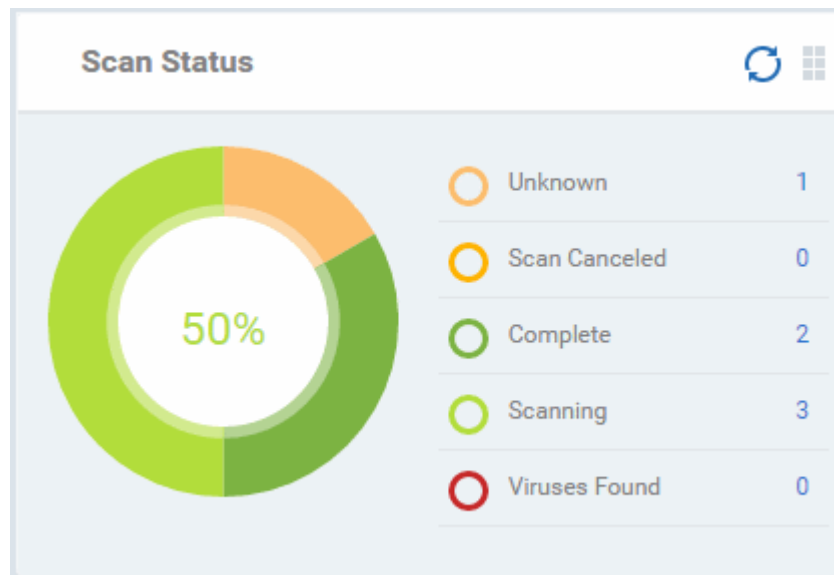 Scan Status
50%
Unknown 1
Scan Canceled 0
Complete 2
Scanning 3
Viruses Found 0